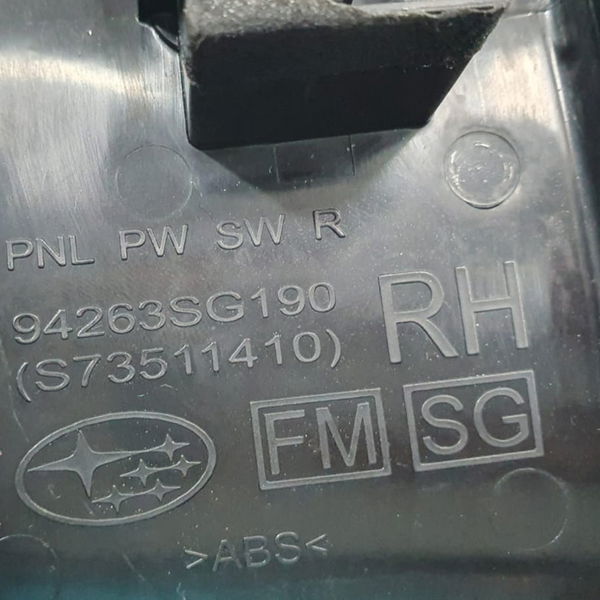 PNL PW SW R
94263SG190
(S73511410)
RH
FM SG
>ABS<